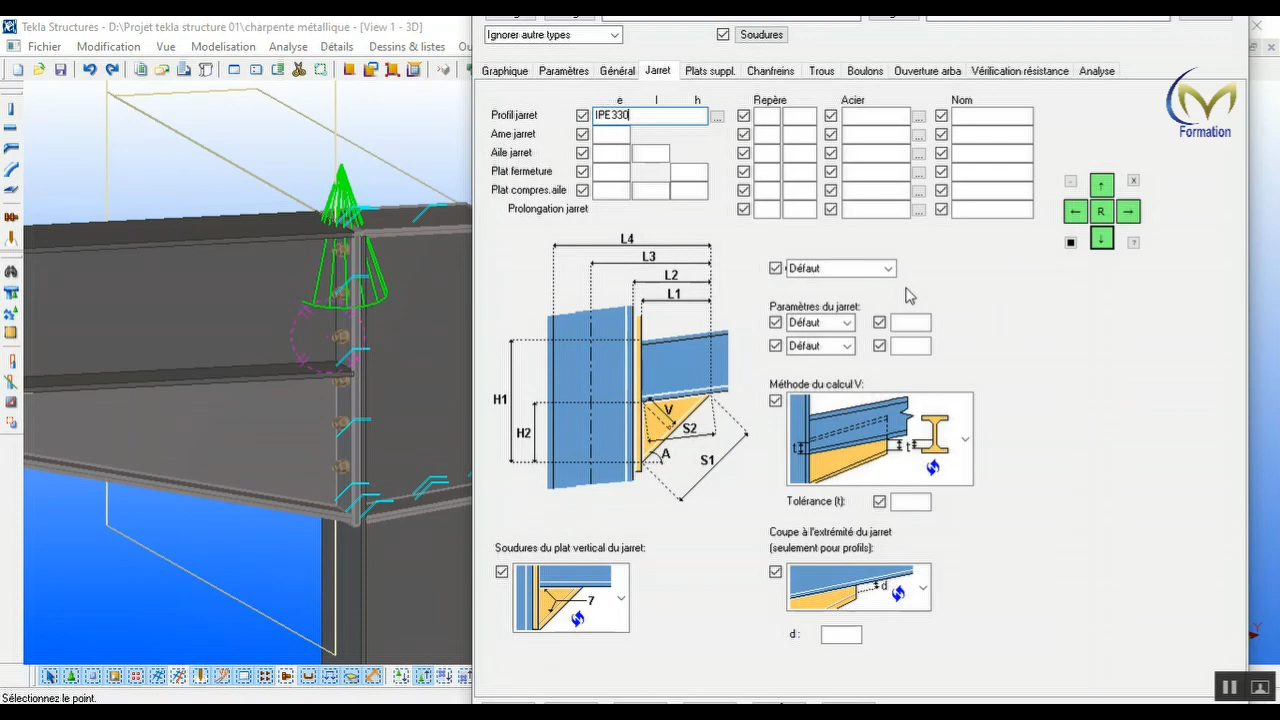 Tekla Structures - D:\Projet tekla structure 01\charpente métallique - [View 1 - 3D]
Fichier Modification Vue Modelisation Analyse Détails Dessins & listes
Ignorer autre types
Soudures
Graphique Paramètres Général Jarret Plats suppl. Chanfreins Trous Boulons Ouverture arba Vérification résistance Analyse
e l h Repère Acier Nom
Profil jarret IPE330
Ame jarret
Aile jarret
Plat fermeture
Plat compres.aile
Prolongation jarret
Formation
R
X
?
L4
L3
L2
L1
H1
H2
V
S2
S1
A
Défaut
Paramètres du jarret:
Défaut
Défaut
Méthode du calcul V:
t
t
Tolérance (t):
Coupe à l'extrémité du jarret
(seulement pour profils):
d
d :
Soudures du plat vertical du jarret:
7
Sélectionnez le point.